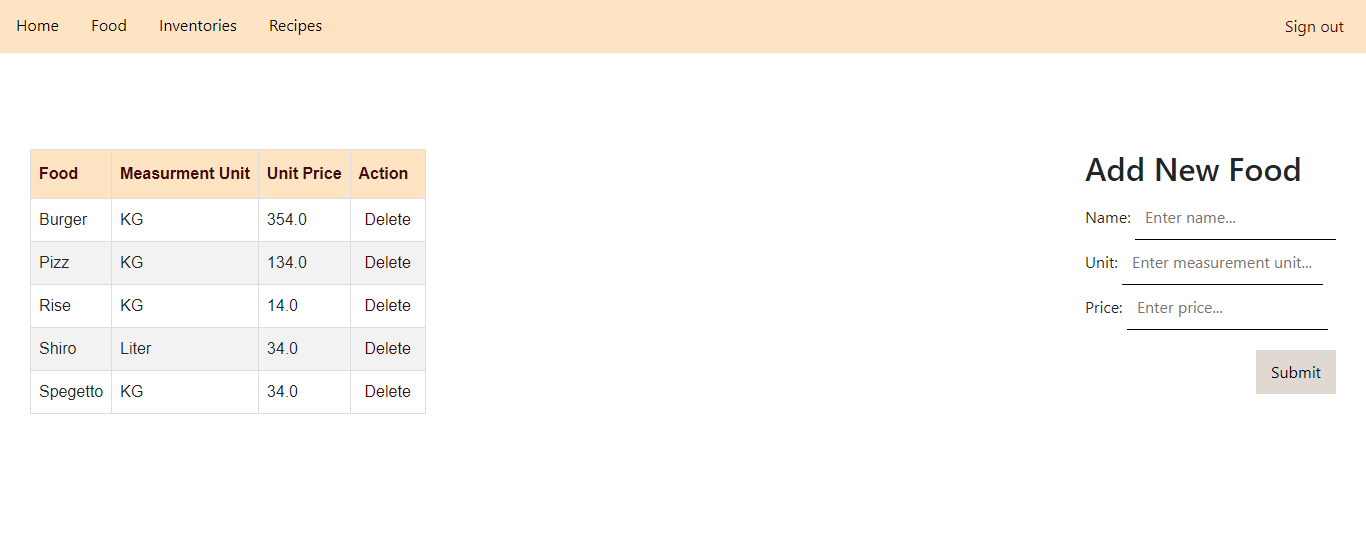 Home Food Inventories Recipes Sign out
Food Measurment Unit Unit Price Action
Burger KG 354.0 Delete
Pizz KG 134.0 Delete
Rise KG 14.0 Delete
Shiro Liter 34.0 Delete
Spegetto KG 34.0 Delete
Add New Food
Name: Enter name...
Unit: Enter measurement unit...
Price: Enter price...
Submit